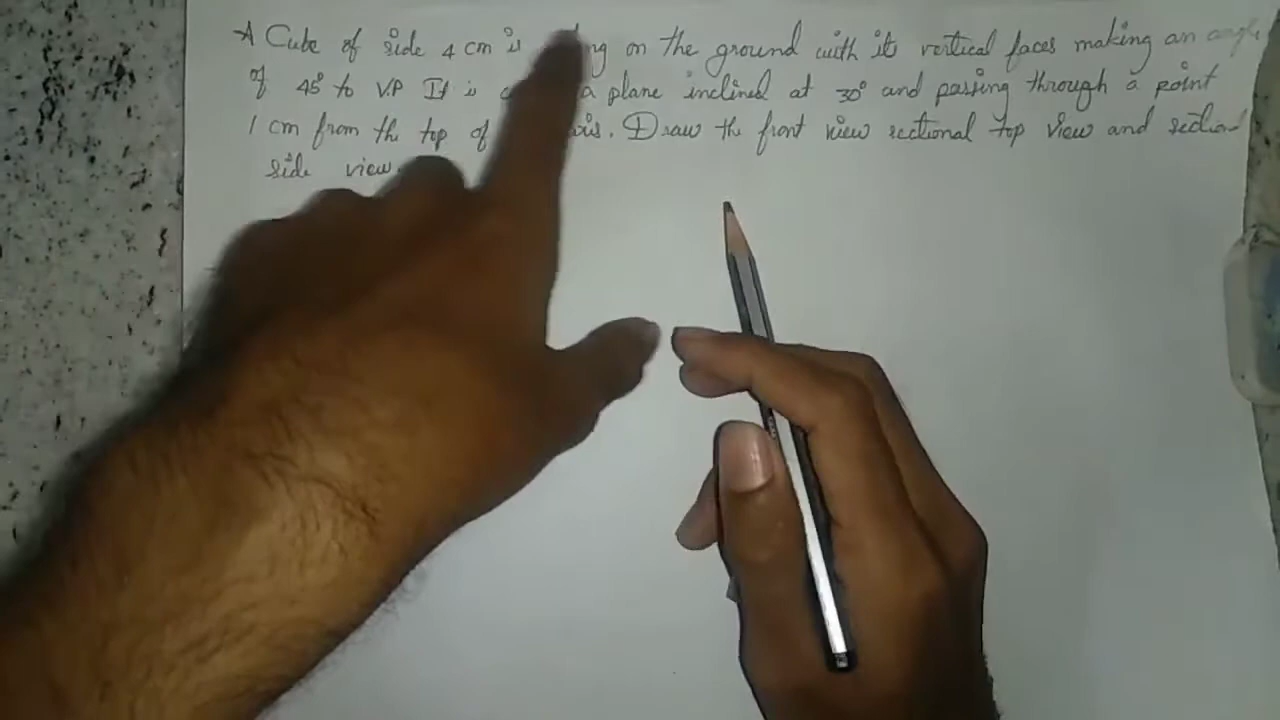 A Cube of side 4 cm is on the ground with its vertical faces making an angle
of 45° to V.P It is a plane inclined at 30° and passing through a point
1 cm from the top of Draw the front view sectional top view and section
side view.